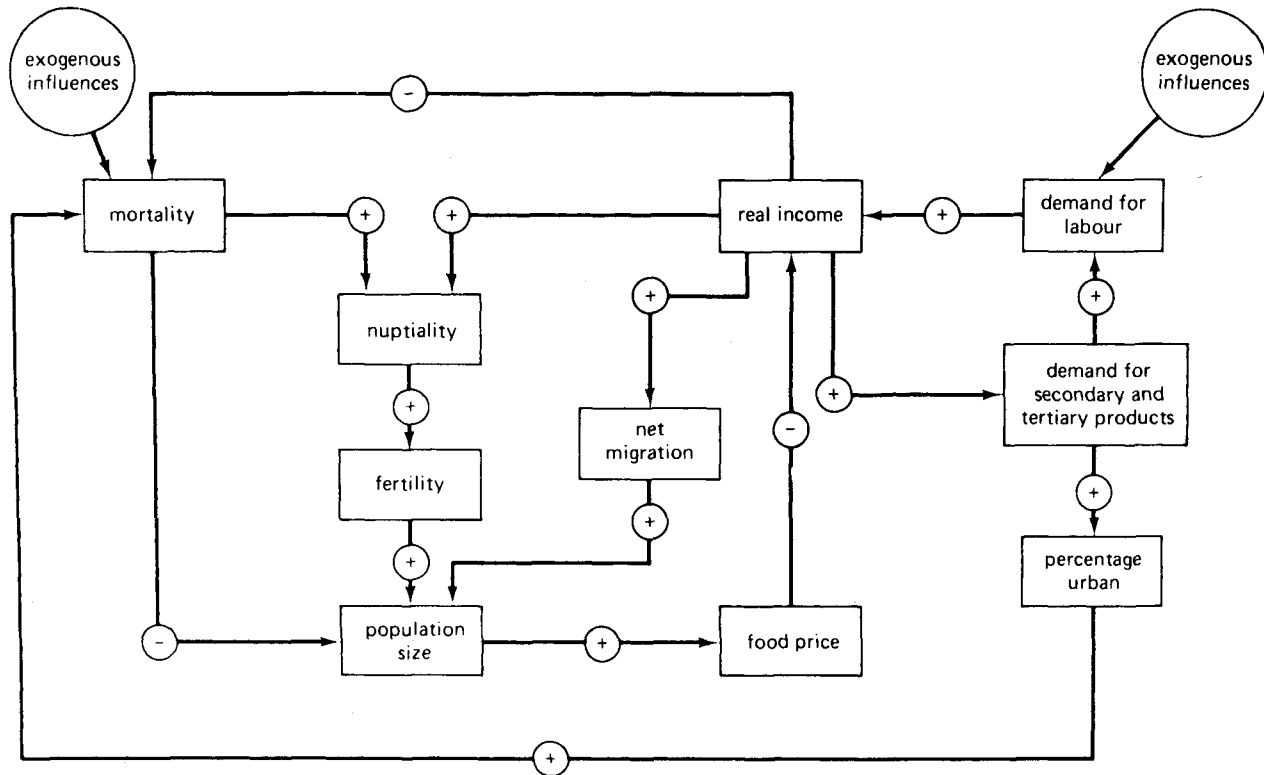 exogenous
influences
exogenous
influences
−
mortality
+
+
real income
+
demand for
labour
+
+
nuptiality
demand for
secondary and
tertiary products
+
+
net
migration
−
fertility
+
+
+
percentage
urban
population
size
−
+
food price
+